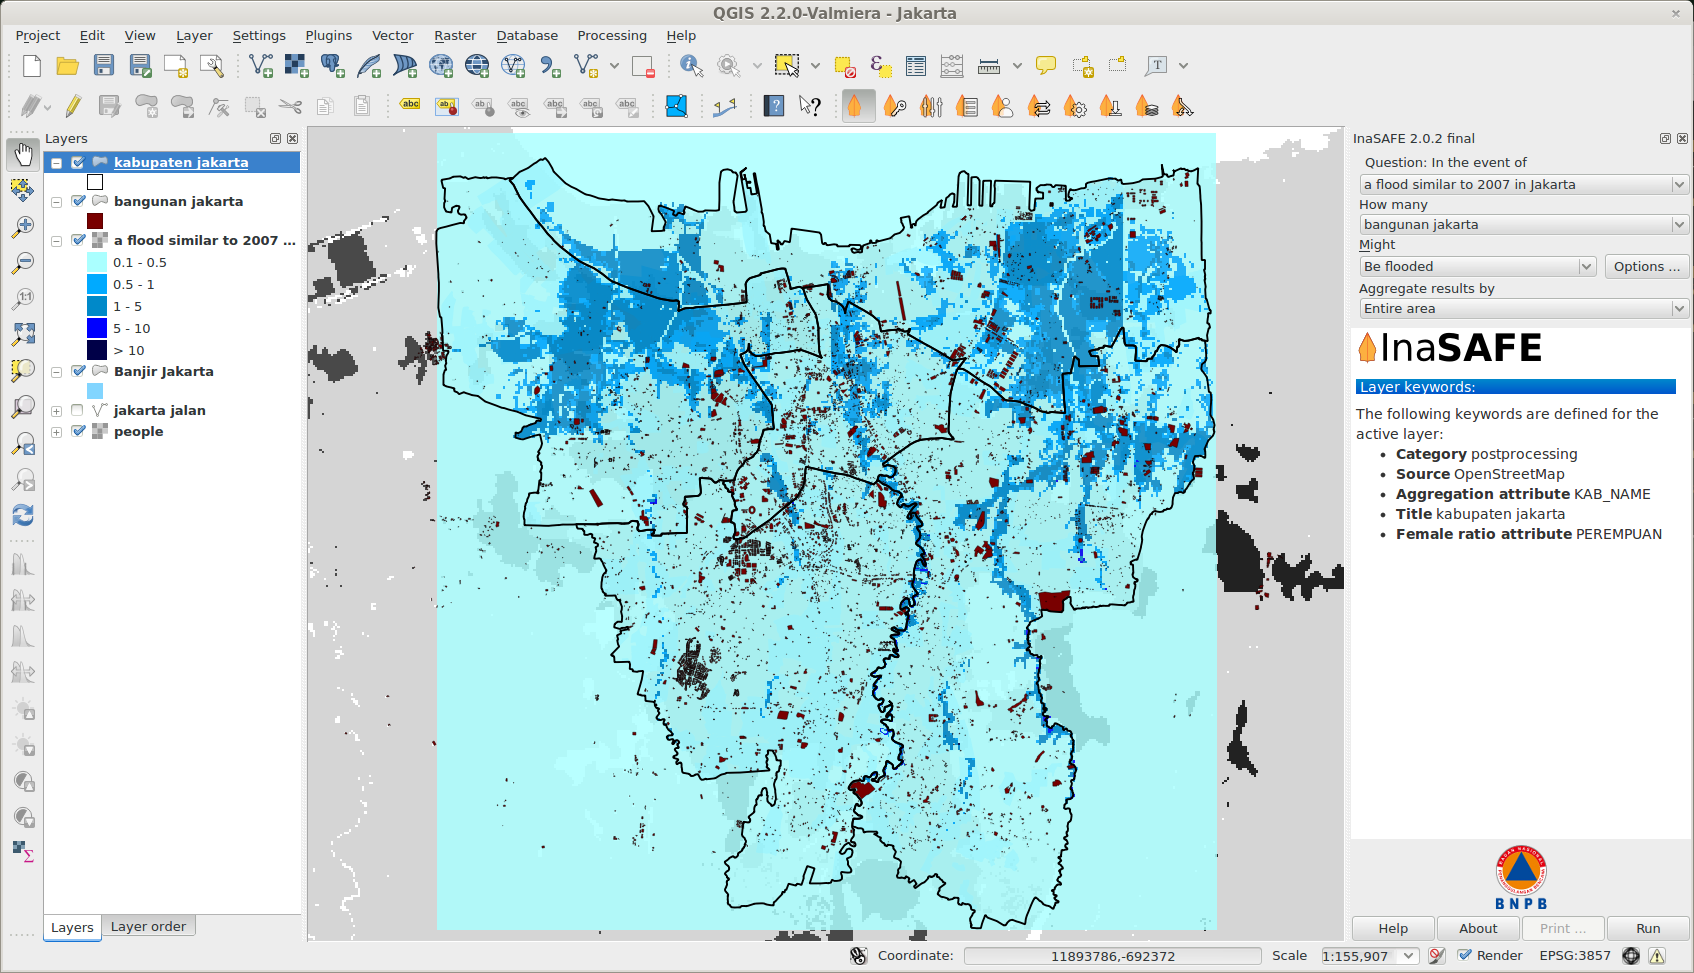 QGIS 2.2.0-Valmiera - Jakarta
Project Edit View Layer Settings Plugins Vector Raster Database Processing Help
Layers
kabupaten jakarta
bangunan jakarta
a flood similar to 2007 ...
0.1 - 0.5
0.5 - 1
1 - 5
5 - 10
> 10
Banjir Jakarta
jakarta jalan
people
Layers
Layer order
InaSAFE 2.0.2 final
Question: In the event of
a flood similar to 2007 in Jakarta
How many
bangunan jakarta
Might
Be flooded
Options ...
Aggregate results by
Entire area
InaSAFE
Layer keywords:
The following keywords are defined for the
active layer:
• Category postprocessing
• Source OpenStreetMap
• Aggregation attribute KAB_NAME
• Title kabupaten jakarta
• Female ratio attribute PEREMPUAN
BNPB
Help About Print ... Run
Coordinate: 11893786,-692372 Scale 1:155,907 Render EPSG:3857